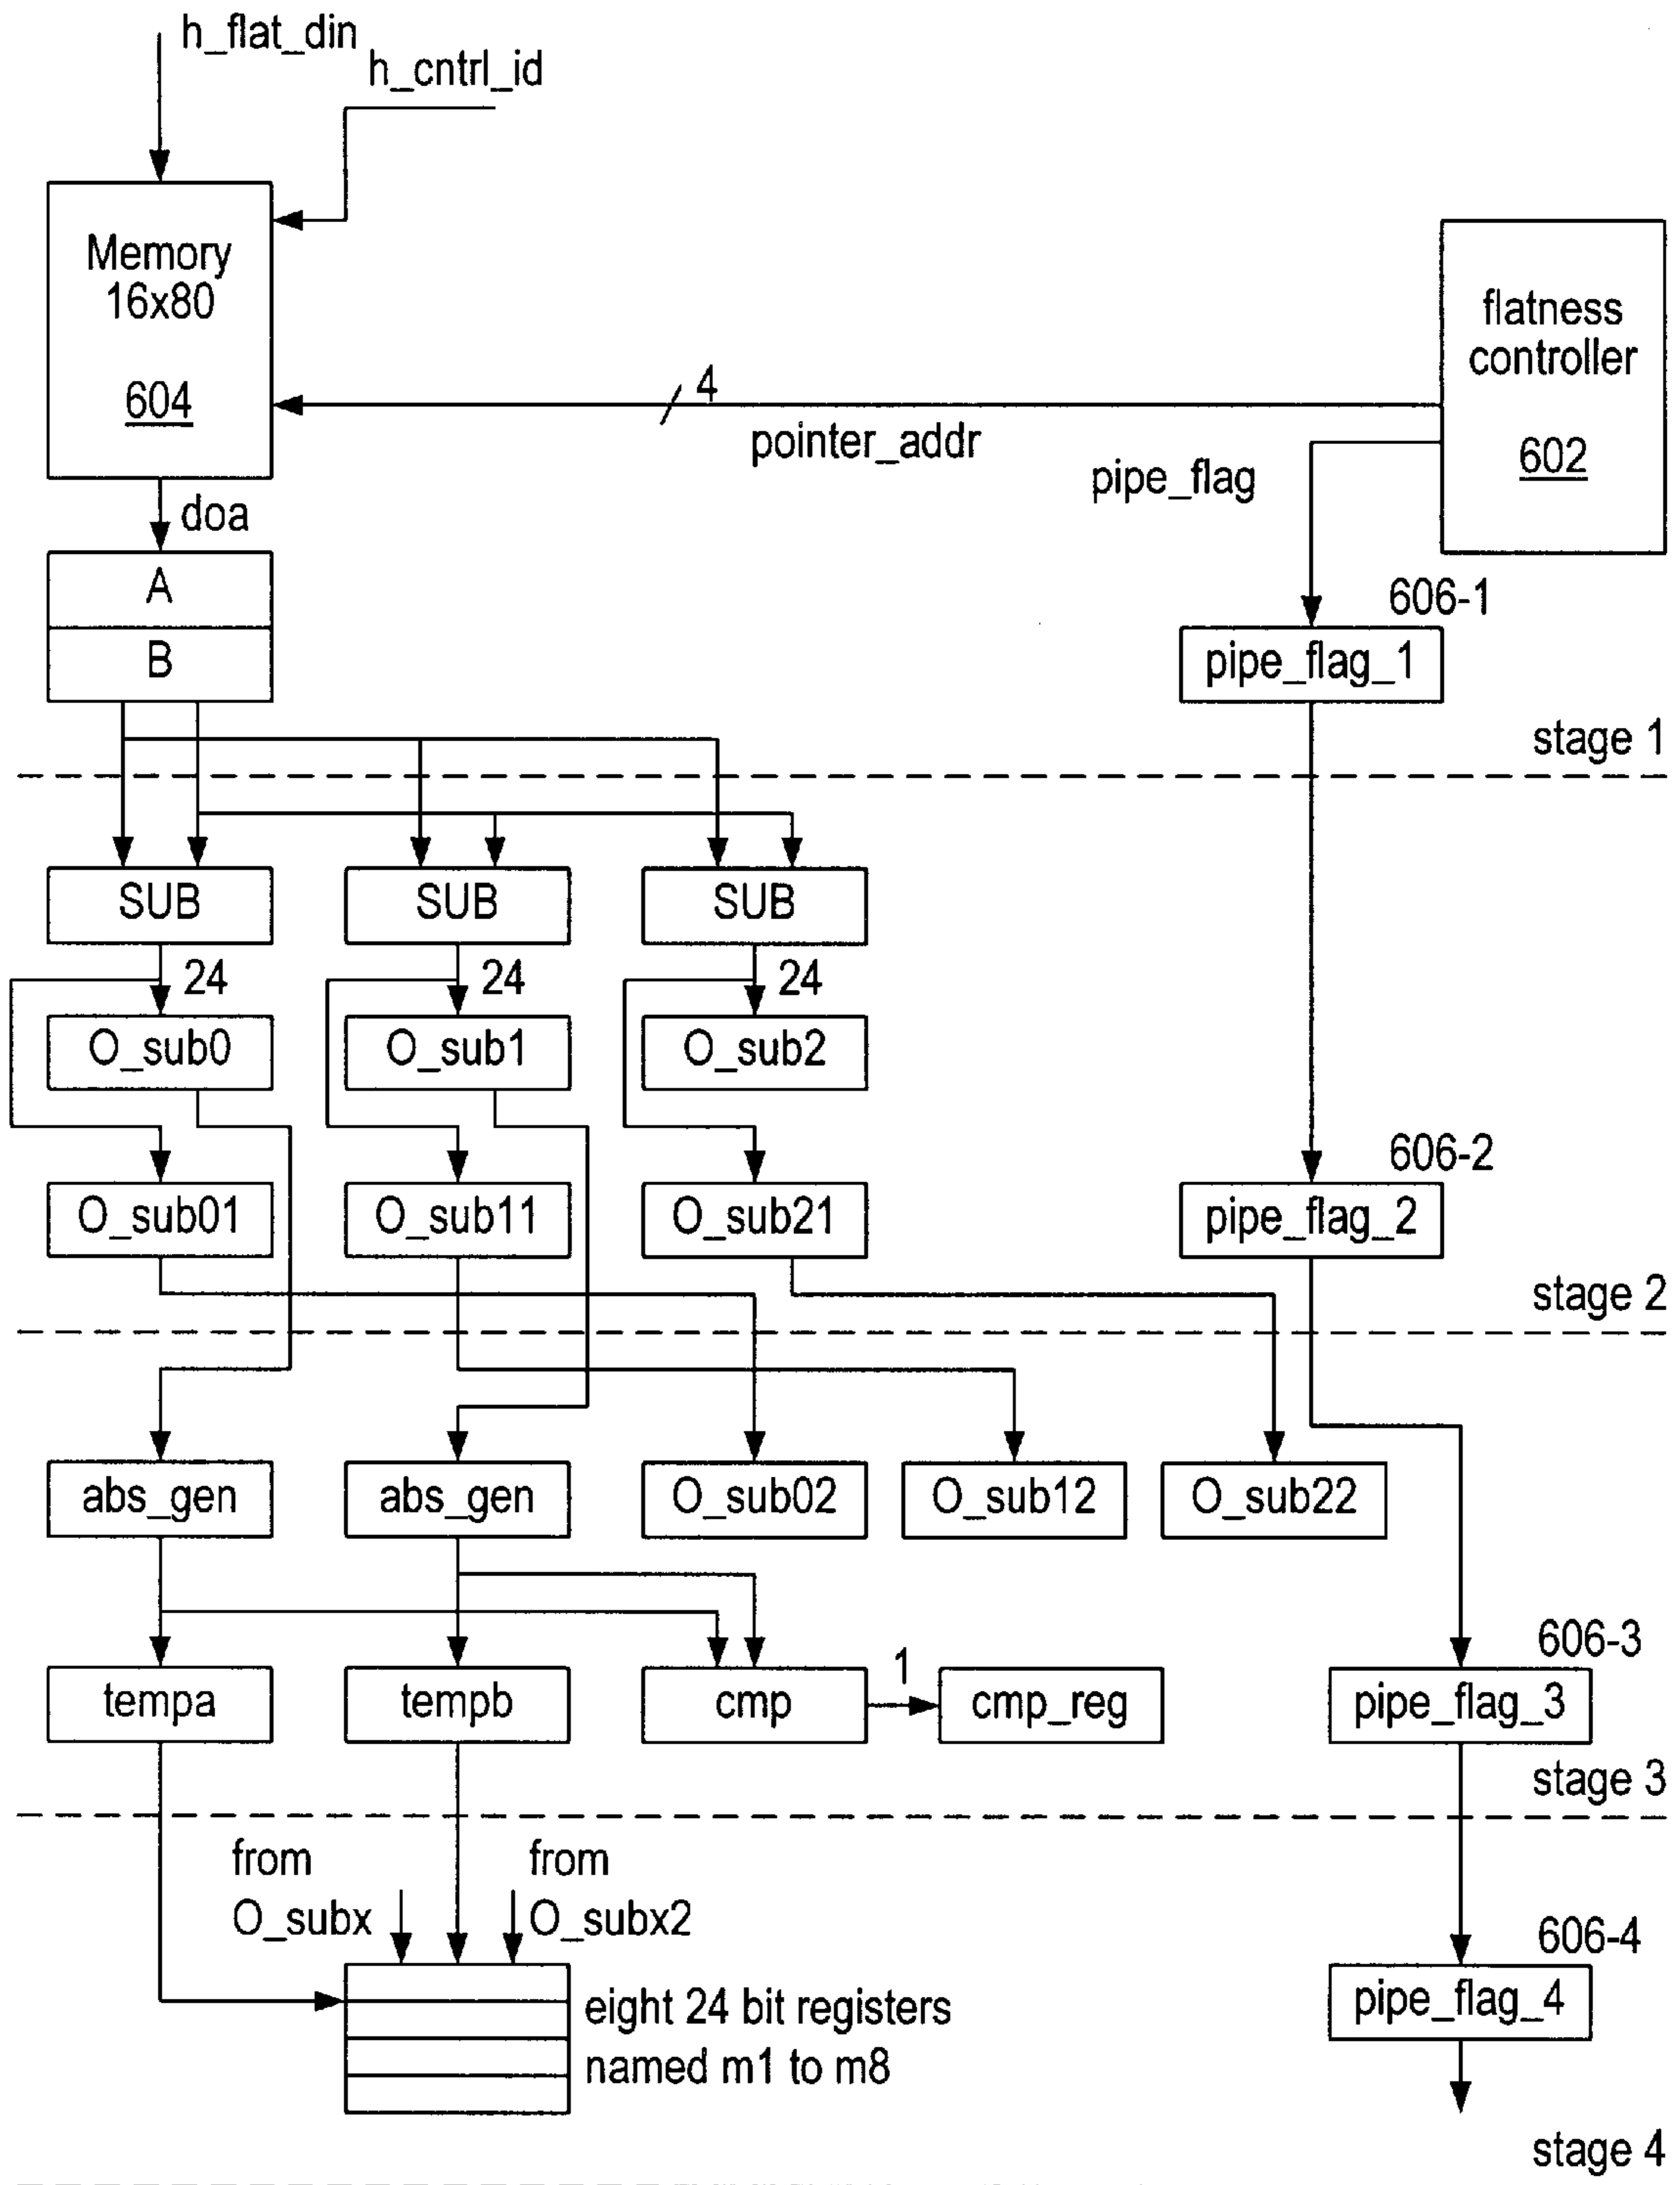 h_flat_din
h_cntrl_id
Memory
16x80
604
flatness
controller
602
4
pointer_addr
pipe_flag
doa
A
B
606-1
pipe_flag_1
stage 1
SUB
SUB
SUB
24
24
24
O_sub0
O_sub1
O_sub2
606-2
O_sub01
O_sub11
O_sub21
pipe_flag_2
stage 2
abs_gen
abs_gen
O_sub02
O_sub12
O_sub22
606-3
tempa
tempb
cmp
1
cmp_reg
pipe_flag_3
stage 3
from
O_subx
from
O_subx2
606-4
eight 24 bit registers
named m1 to m8
pipe_flag_4
stage 4